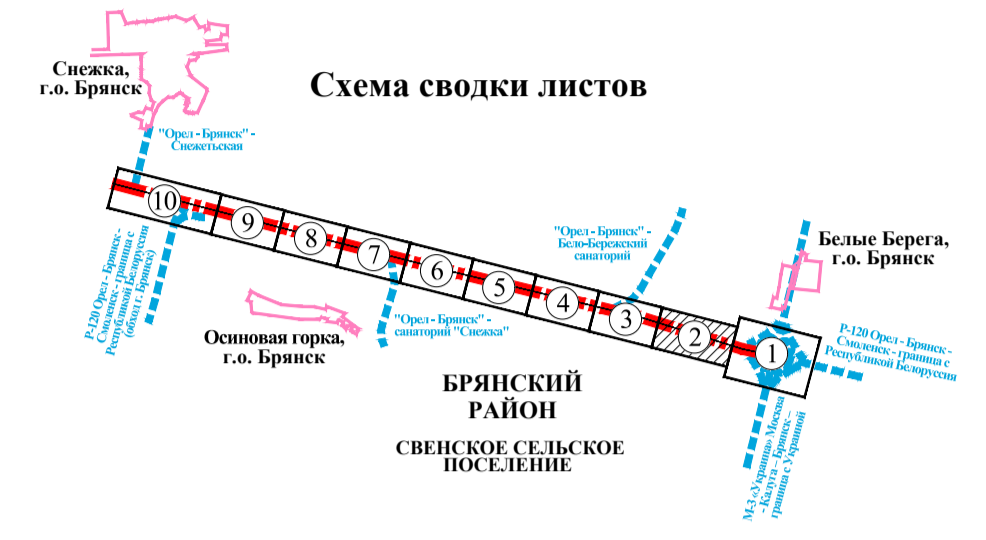 Схема сводки листов
Снежка,
г.о. Брянск
"Орел - Брянск" -
Снежетьская
10
9
8
7
6
5
4
3
2
1
"Орел - Брянск" -
Бело-Бережский
санаторий
Белые Берега,
г.о. Брянск
Р-120 Орел - Брянск -
Смоленск - граница с
Республикой Белоруссия
(обход г. Брянск)
Осиновая горка,
г.о. Брянск
"Орел - Брянск" -
санаторий "Снежка"
Р-120 Орел - Брянск -
Смоленск - граница с
Республикой Белоруссия
БРЯНСКИЙ
РАЙОН
СВЕНСКОЕ СЕЛЬСКОЕ
ПОСЕЛЕНИЕ
М-3 «Украина» Москва
- Калуга – Брянск –
граница с Украиной